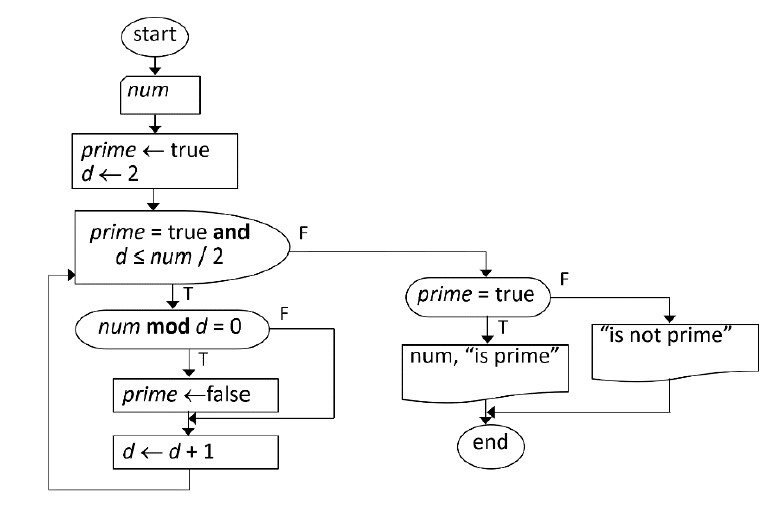 start
num
prime ← true
d ← 2
prime = true and
d ≤ num / 2
F
T
num mod d = 0
F
T
prime ←false
d ← d + 1
prime = true
F
T
num, “is prime”
“is not prime”
end